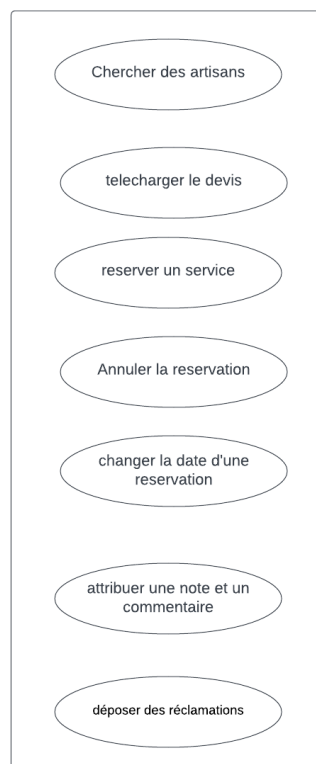 Chercher des artisans
telecharger le devis
reserver un service
Annuler la reservation
changer la date d'une
reservation
attribuer une note et un
commentaire
déposer des réclamations